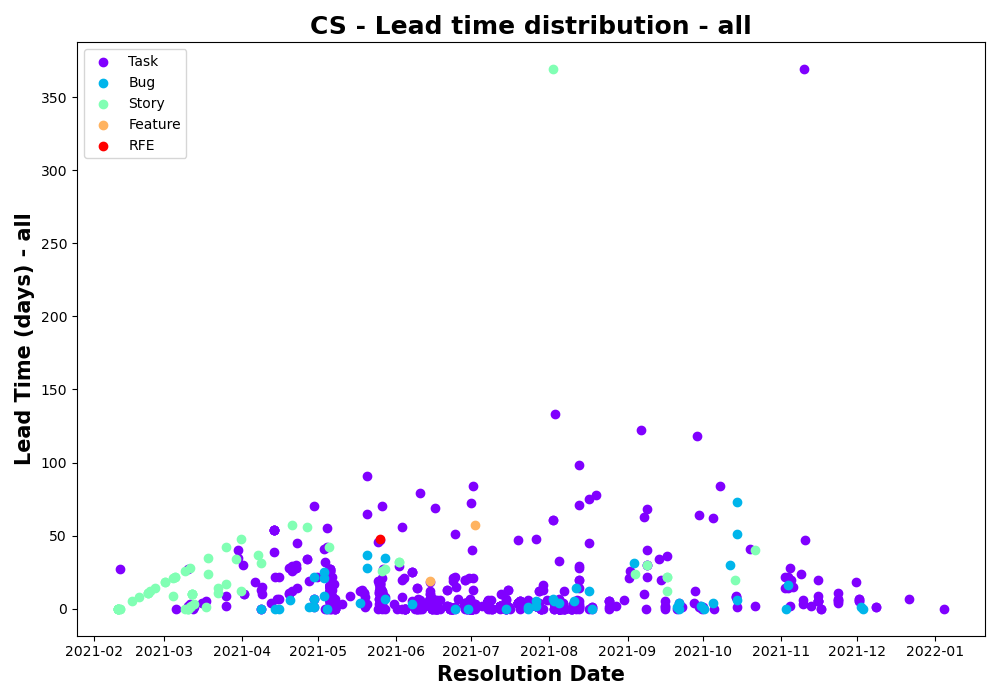 CS - Lead time distribution - all
Task
Bug
Story
Feature
RFE
Lead Time (days) - all
350
300
250
200
150
100
50
0
2021-02 2021-03 2021-04 2021-05 2021-06 2021-07 2021-08 2021-09 2021-10 2021-11 2021-12 2022-01
Resolution Date